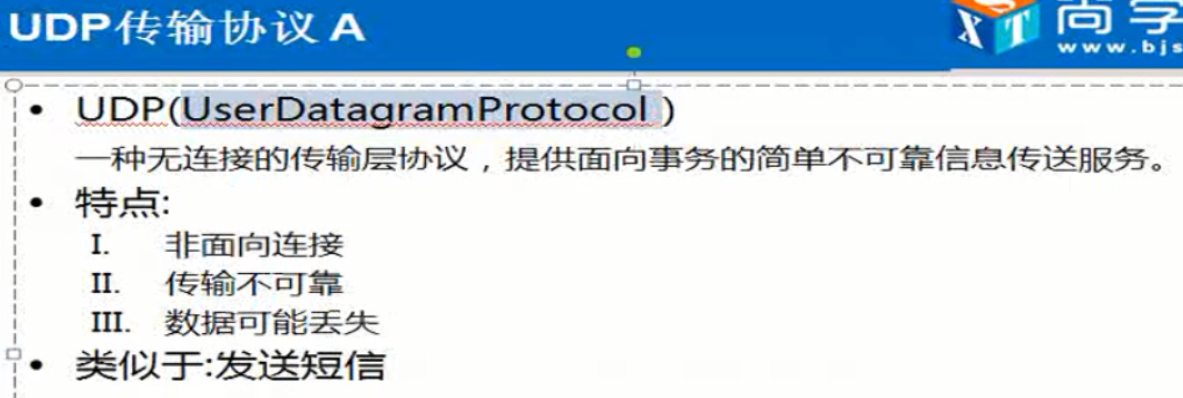 UDP传输协议 A
尚学
XT
www.bjs
• UDP(UserDatagramProtocol )
一种无连接的传输层协议，提供面向事务的简单不可靠信息传送服务。
• 特点:
I. 非面向连接
II. 传输不可靠
III. 数据可能丢失
• 类似于:发送短信